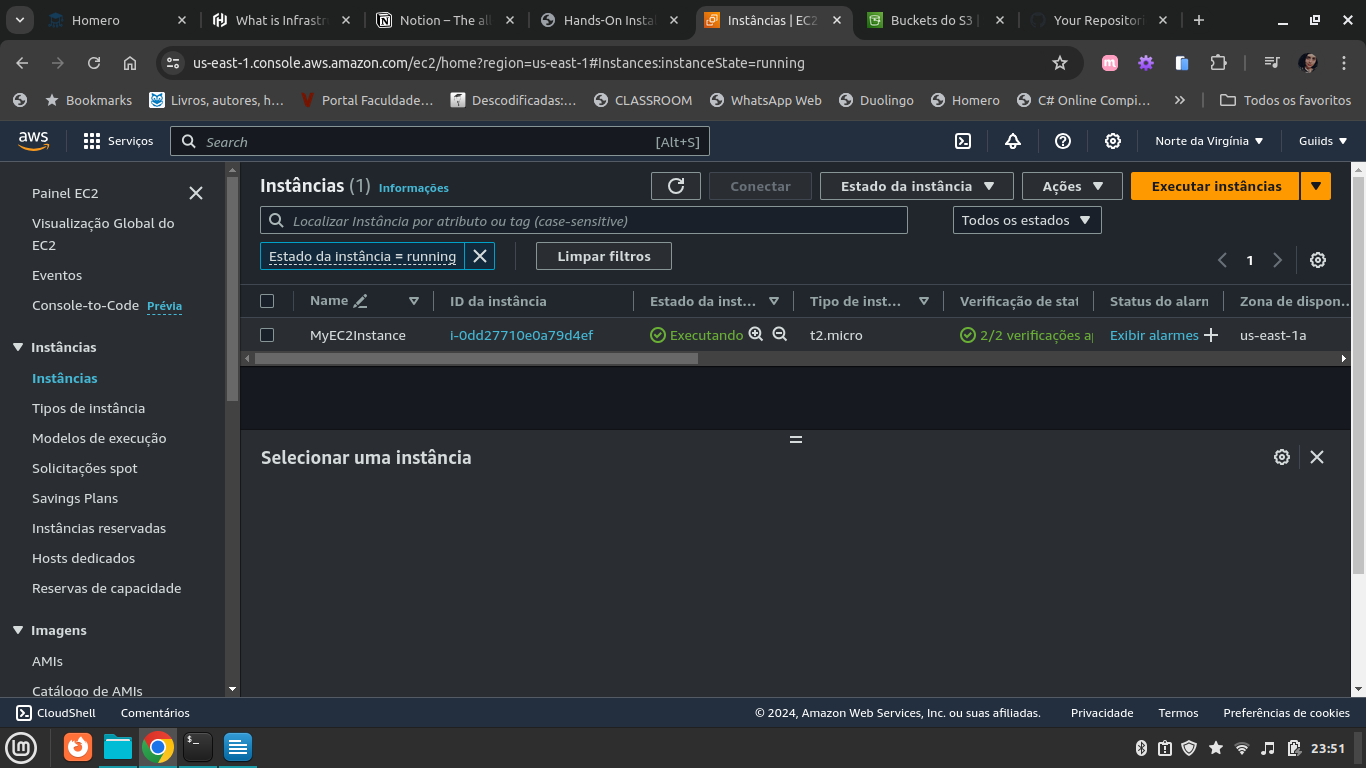 Homero
What is Infrastr
Notion – The all
Hands-On Instal
Instâncias | EC2
Buckets do S3 |
Your Repositori
us-east-1.console.aws.amazon.com/ec2/home?region=us-east-1#Instances:instanceState=running
Bookmarks
Livros, autores, h…
Portal Faculdade…
Descodificadas:…
CLASSROOM
WhatsApp Web
Duolingo
Homero
C# Online Compi…
Todos os favoritos
aws
Serviços
Search
[Alt+S]
Norte da Virgínia
Guiids
Painel EC2
Visualização Global do
EC2
Eventos
Console-to-Code Prévia
Instâncias
Instâncias
Tipos de instância
Modelos de execução
Solicitações spot
Savings Plans
Instâncias reservadas
Hosts dedicados
Reservas de capacidade
Imagens
AMIs
Catálogo de AMIs
Instâncias (1) Informações
Conectar
Estado da instância
Ações
Executar instâncias
Localizar Instância por atributo ou tag (case-sensitive)
Todos os estados
Estado da instância = running
Limpar filtros
1
Name
ID da instância
Estado da inst…
Tipo de inst…
Verificação de stat
Status do alarm
Zona de dispon…
MyEC2Instance
i-0dd27710e0a79d4ef
Executando
t2.micro
2/2 verificações ap
Exibir alarmes
us-east-1a
Selecionar uma instância
CloudShell
Comentários
© 2024, Amazon Web Services, Inc. ou suas afiliadas.
Privacidade
Termos
Preferências de cookies
23:51